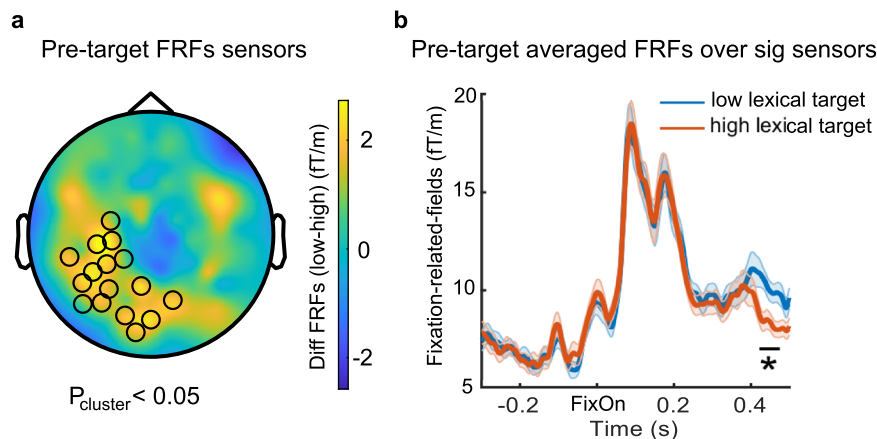 a
Pre-target FRFs sensors
Diff FRFs (low-high) (fT/m)
2
0
-2
Pcluster < 0.05
b
Pre-target averaged FRFs over sig sensors
low lexical target
high lexical target
Fixation-related-fields (fT/m)
20
15
10
5
-0.2
FixOn
0.2
0.4
*
Time (s)